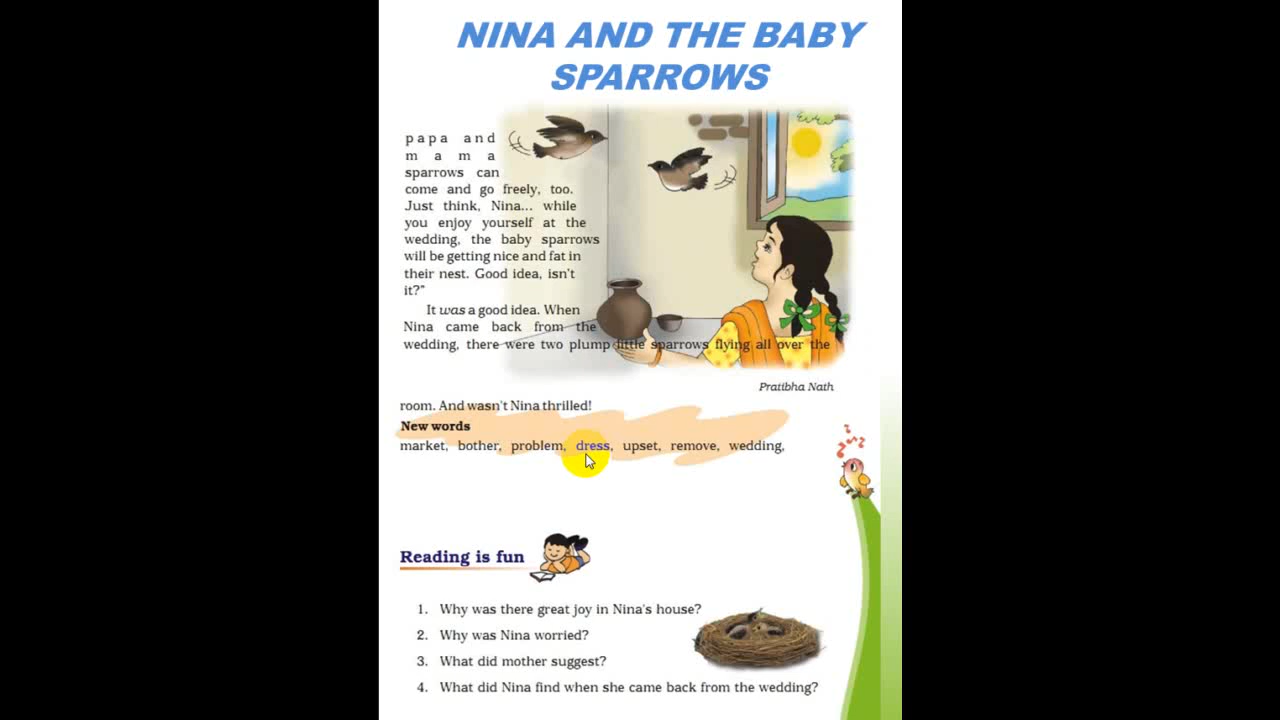 NINA AND THE BABY
SPARROWS
papa and
mama
sparrows can
come and go freely, too.
Just think, Nina... while
you enjoy yourself at the
wedding, the baby sparrows
will be getting nice and fat in
their nest. Good idea, isn't
it?"
It was a good idea. When
Nina came back from the
wedding, there were two plump little sparrows flying all over the
Pratibha Nath
room. And wasn't Nina thrilled!
New words
market, bother, problem, dress, upset, remove, wedding,
Reading is fun
1. Why was there great joy in Nina's house?
2. Why was Nina worried?
3. What did mother suggest?
4. What did Nina find when she came back from the wedding?